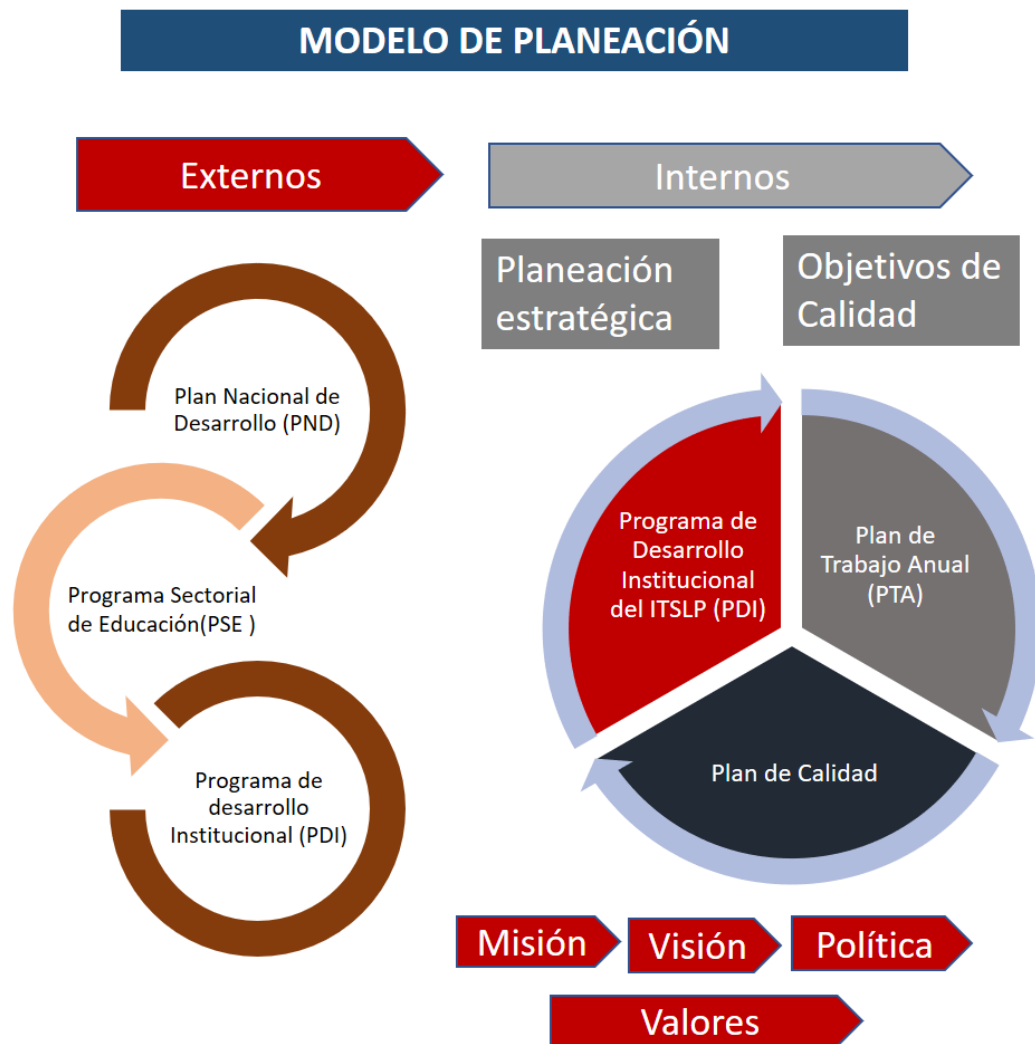 MODELO DE PLANEACIÓN
Externos
Internos
Planeación
estratégica
Objetivos de
Calidad
Plan Nacional de
Desarrollo (PND)
Programa Sectorial
de Educación(PSE )
Programa de
desarrollo
Institucional (PDI)
Programa de
Desarrollo
Institucional
del ITSLP (PDI)
Plan de
Trabajo Anual
(PTA)
Plan de Calidad
Misión
Visión
Política
Valores